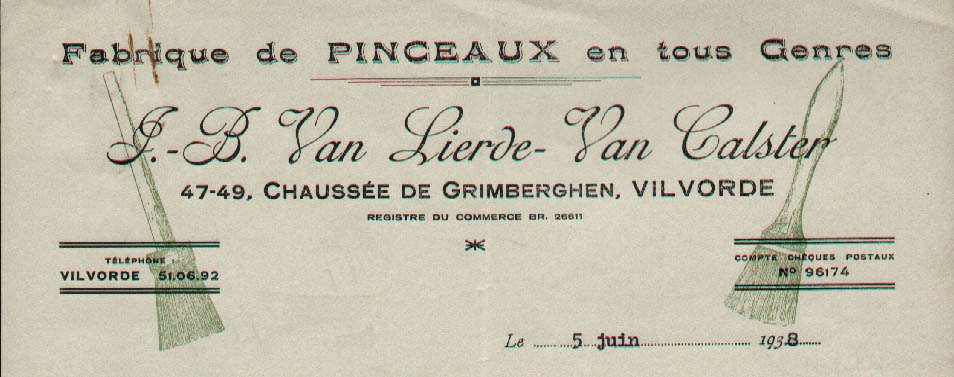 Fabrique de PINCEAUX en tous Genres
J.-B. Van Lierde-Van Calster
47-49, CHAUSSÉE DE GRIMBERGHEN, VILVORDE
REGISTRE DU COMMERCE BR. 26611
TÉLÉPHONE :
VILVORDE 51.06.92
COMPTE CHÈQUES POSTAUX
N° 96174
Le 5 juin 1938